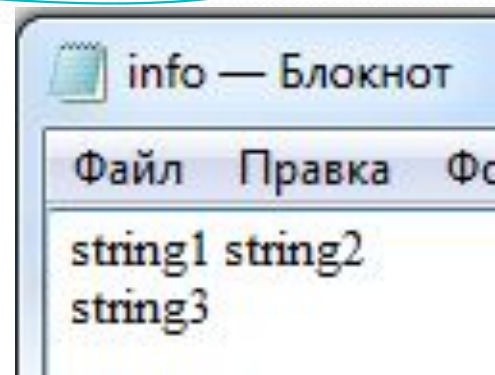 info — Блокнот
Файл Правка Фо
string1 string2
string3